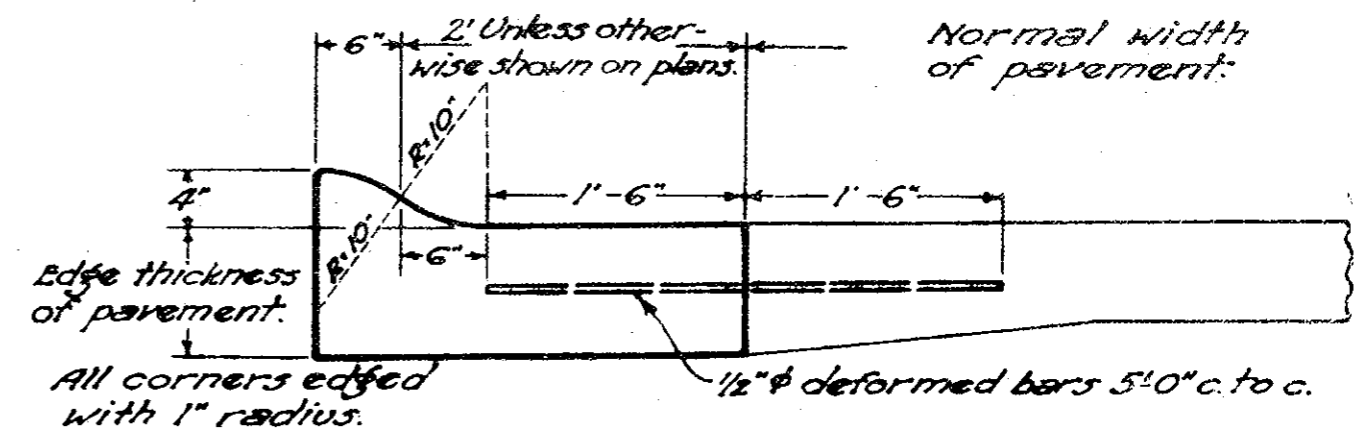 6"
2' Unless other-
wise shown on plans.
Normal width
of pavement.
R=10"
4"
1'-6"
1'-6"
R=10"
6"
Edge thickness
of pavement.
All corners edged
with 1" radius.
1/2" φ deformed bars 5'-0" c. to c.